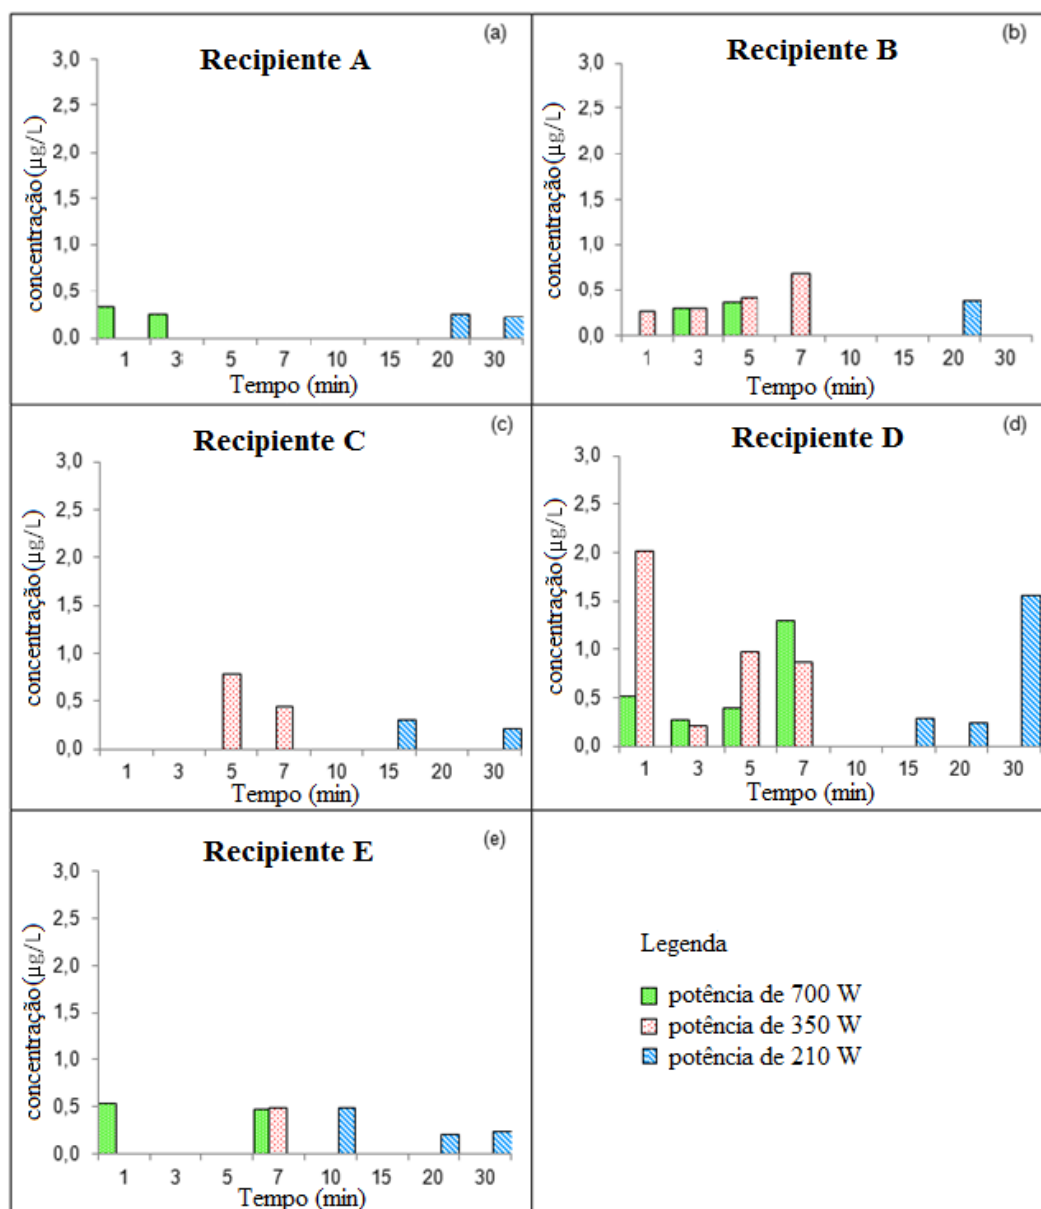 (a)
Recipiente A
3,0
2,5
2,0
1,5
1,0
0,5
0,0
concentração(µg/L)
1 3 5 7 10 15 20 30
Tempo (min)
(b)
Recipiente B
3,0
2,5
2,0
1,5
1,0
0,5
0,0
concentração(µg/L)
1 3 5 7 10 15 20 30
Tempo (min)
(c)
Recipiente C
3,0
2,5
2,0
1,5
1,0
0,5
0,0
concentração(µg/L)
1 3 5 7 10 15 20 30
Tempo (min)
(d)
Recipiente D
3,0
2,5
2,0
1,5
1,0
0,5
0,0
concentração(µg/L)
1 3 5 7 10 15 20 30
Tempo (min)
(e)
Recipiente E
3,0
2,5
2,0
1,5
1,0
0,5
0,0
concentração(µg/L)
1 3 5 7 10 15 20 30
Tempo (min)
Legenda
potência de 700 W
potência de 350 W
potência de 210 W